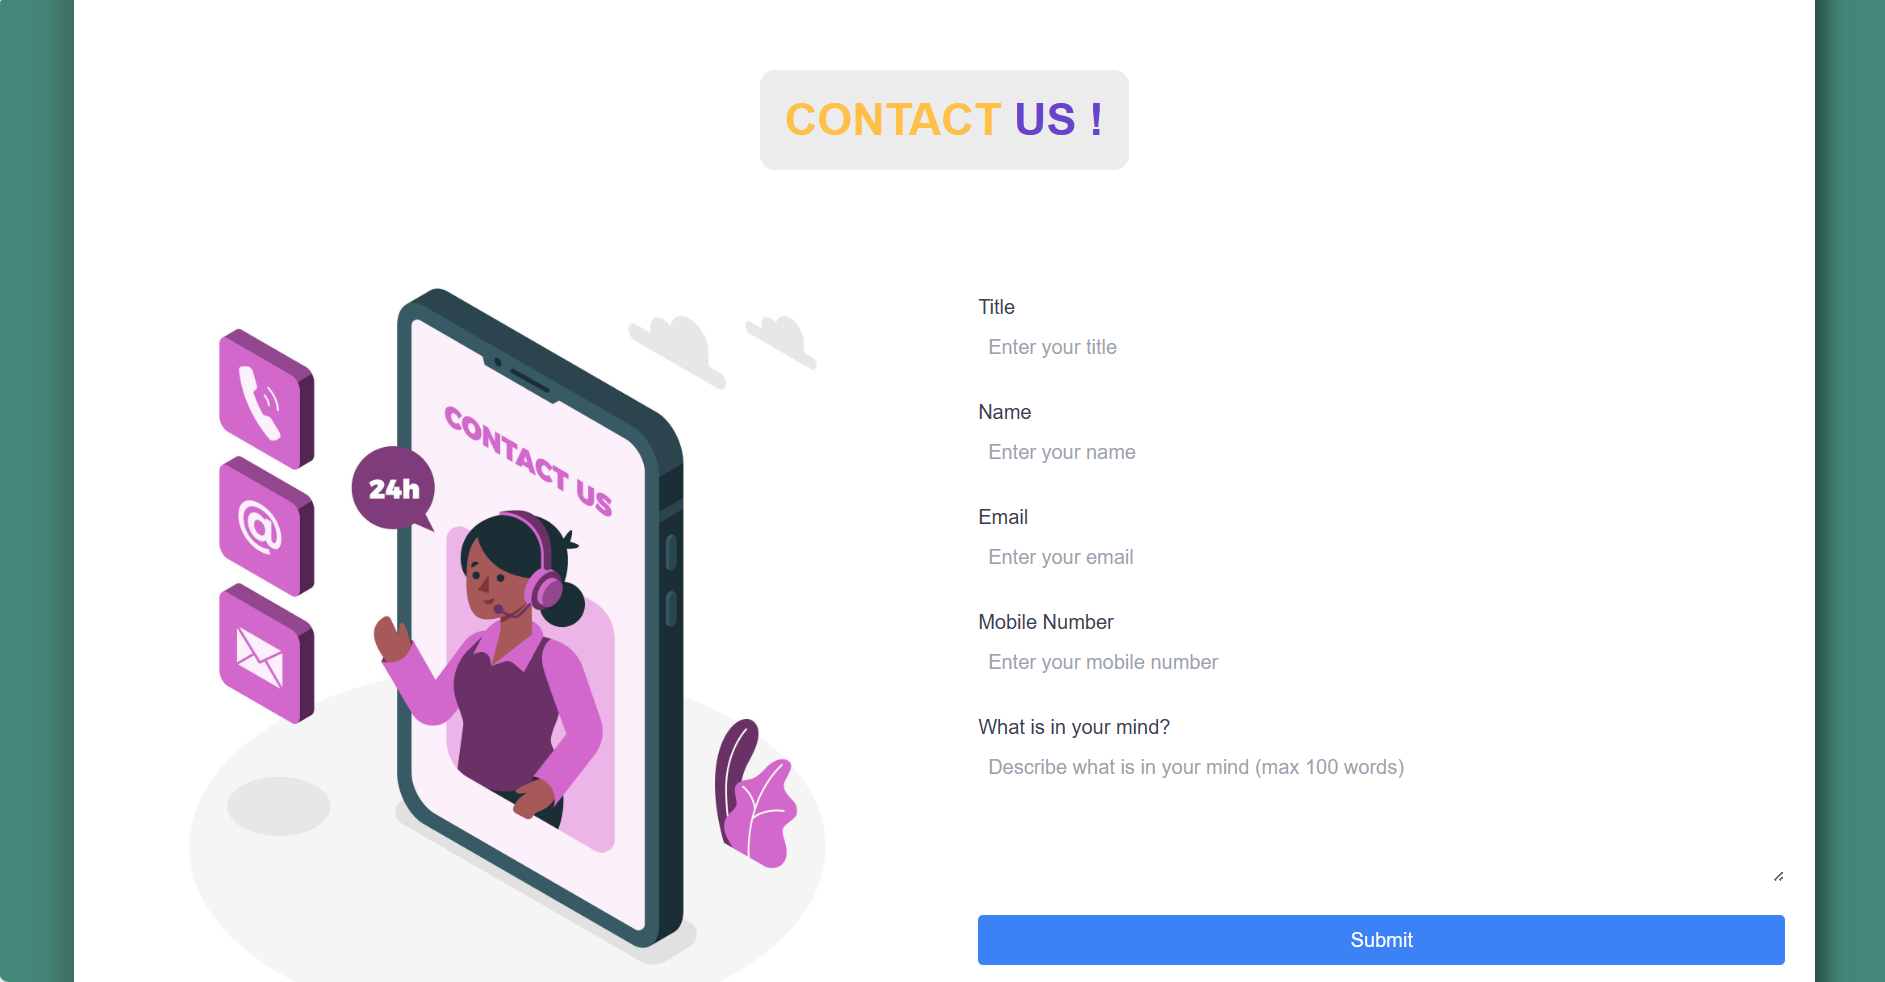 CONTACT US !
CONTACT US
24h
@
Title
Enter your title
Name
Enter your name
Email
Enter your email
Mobile Number
Enter your mobile number
What is in your mind?
Describe what is in your mind (max 100 words)
Submit